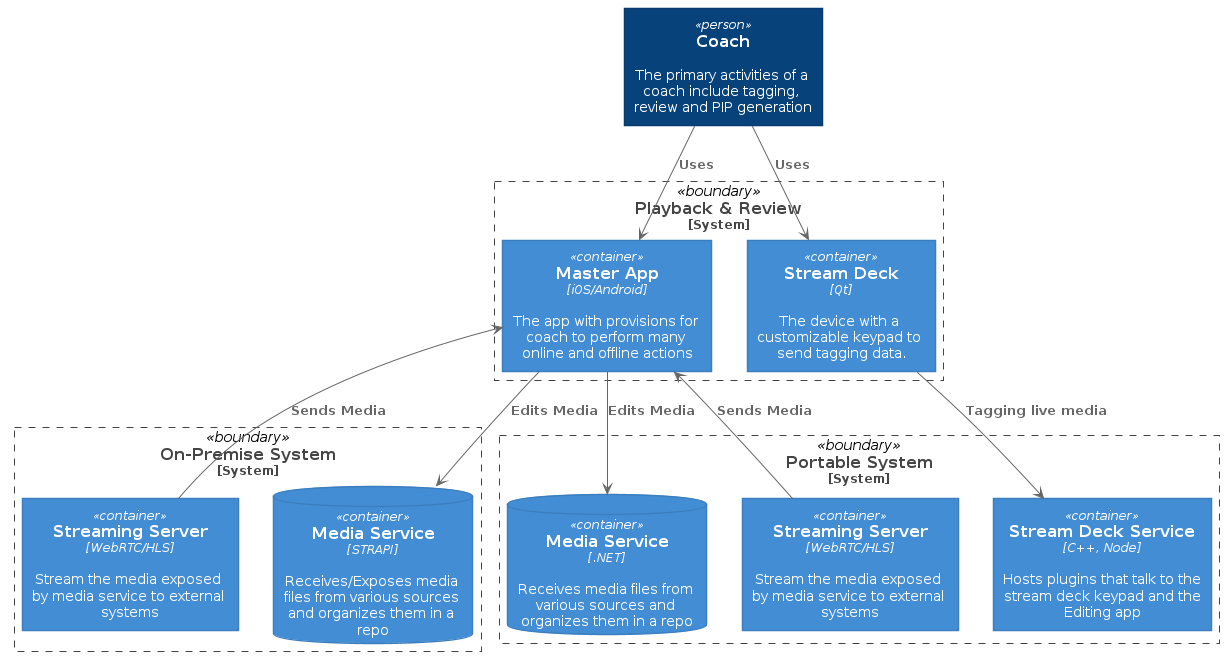 «person»
Coach
The primary activities of a
coach include tagging,
review and PIP generation
Uses
Uses
«boundary»
Playback & Review
[System]
«container»
Master App
[iOS/Android]
The app with provisions for
coach to perform many
online and offline actions
«container»
Stream Deck
[Qt]
The device with a
customizable keypad to
send tagging data.
Sends Media
Edits Media
Edits Media
Sends Media
Tagging live media
«boundary»
On-Premise System
[System]
«container»
Streaming Server
[WebRTC/HLS]
Stream the media exposed
by media service to external
systems
«container»
Media Service
[STRAPI]
Receives/Exposes media
files from various sources
and organizes them in a
repo
«boundary»
Portable System
[System]
«container»
Media Service
[.NET]
Receives media files from
various sources and
organizes them in a repo
«container»
Streaming Server
[WebRTC/HLS]
Stream the media exposed
by media service to external
systems
«container»
Stream Deck Service
[C++, Node]
Hosts plugins that talk to the
stream deck keypad and the
Editing app